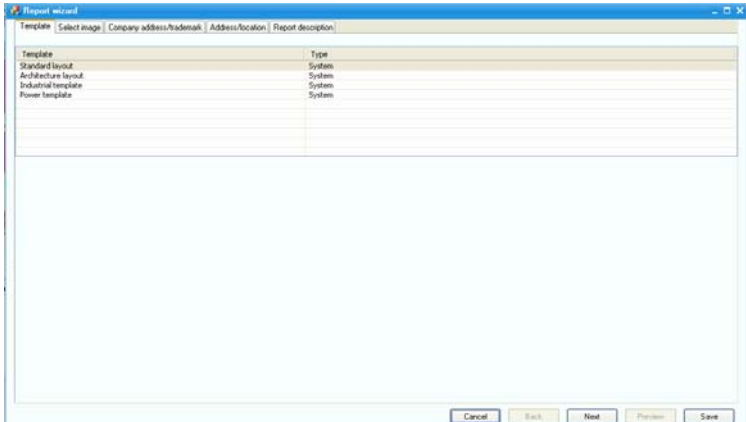 Report wizard
Template Select image Company address/trademark Address/location Report description
Template Type
Standard layout System
Architecture layout System
Industrial template System
Power template System
Cancel Back Next Preview Save